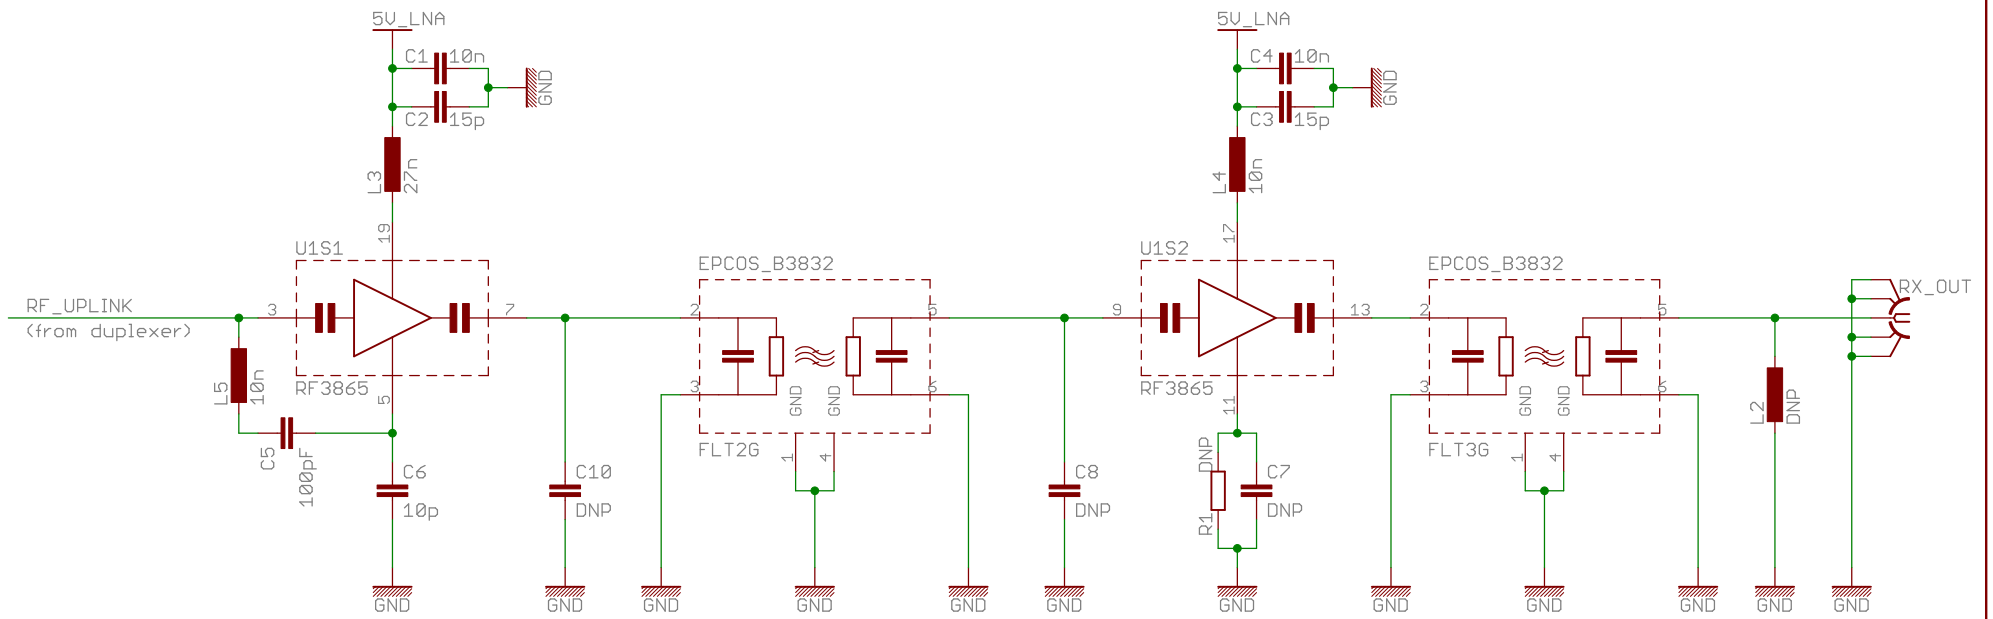 5V_LNA
5V_LNA
C1
10n
GND
C4
10n
GND
C2
15p
C3
15p
L3
27n
L4
10n
19
17
U1S1
U1S2
EPCOS_B3832
EPCOS_B3832
RF_UPLINK
(from duplexer)
3
7
2
5
9
13
2
5
RX_OUT
L5
10n
RF3865
5
3
GND
GND
6
RF3865
11
3
GND
GND
6
L2
DNP
C5
100pF
FLT2G
1
4
FLT3G
1
4
C6
10p
C10
DNP
C8
DNP
DNP
R1
C7
DNP
GND
GND
GND
GND
GND
GND
GND
GND
GND
GND
GND
GND